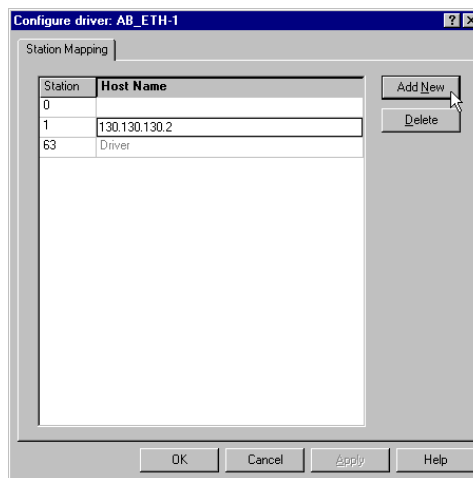 Configure driver: AB_ETH-1
Station Mapping
Station Host Name
0
1 130.130.130.2
63 Driver
Add New
Delete
OK Cancel Apply Help